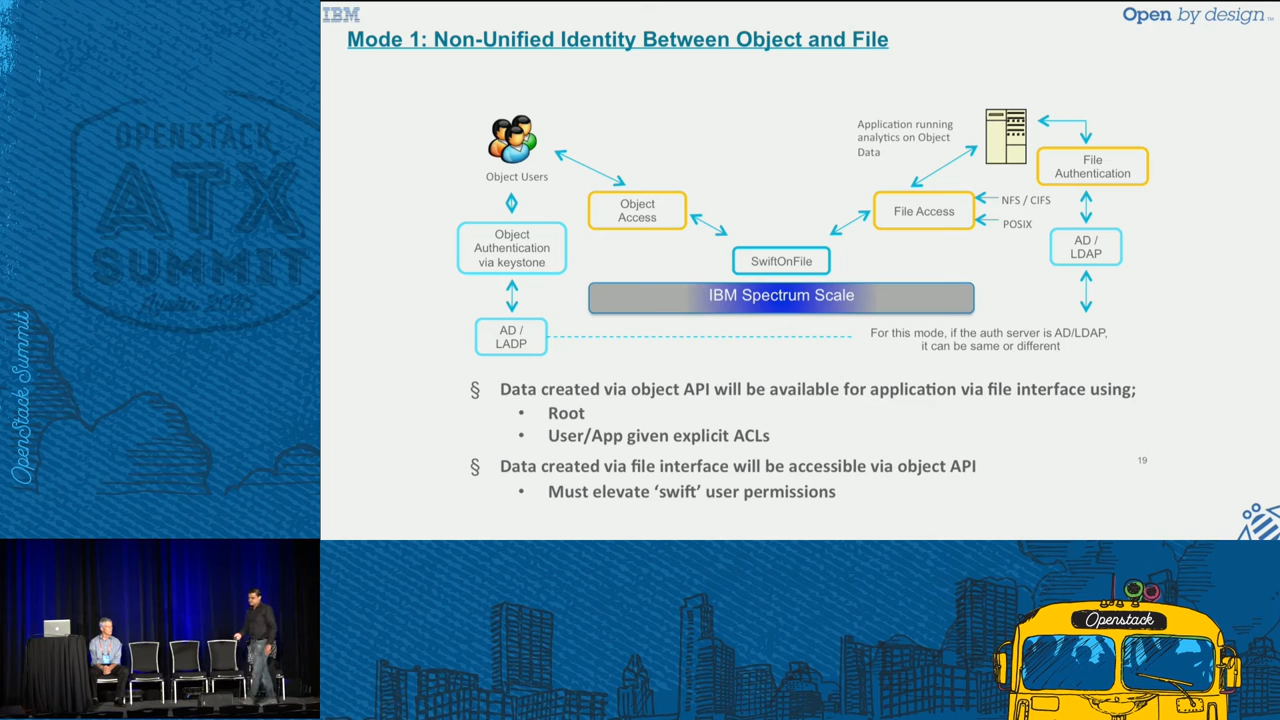 IBM
Open by design
Mode 1: Non-Unified Identity Between Object and File
Object Users
Application running
analytics on Object
Data
File
Authentication
Object
Access
File Access
NFS / CIFS
POSIX
Object
Authentication
via keystone
AD /
LDAP
SwiftOnFile
IBM Spectrum Scale
AD /
LADP
For this mode, if the auth server is AD/LDAP,
it can be same or different
§ Data created via object API will be available for application via file interface using;
• Root
• User/App given explicit ACLs
§ Data created via file interface will be accessible via object API
• Must elevate ‘swift’ user permissions
19
OPENSTACK
ATX
SUMMIT
OpenStack Summit
Openstack